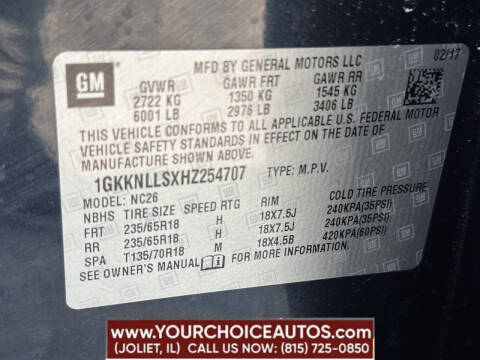 GM
MFD BY GENERAL MOTORS LLC 02/17
GVWR GAWR FRT GAWR RR
2722 KG 1350 KG 1545 KG
6001 LB 2976 LB 3406 LB
THIS VEHICLE CONFORMS TO ALL APPLICABLE U.S. FEDERAL MOTOR
VEHICLE SAFETY STANDARDS IN EFFECT ON THE DATE OF
MANUFACTURE SHOWN ABOVE.
1GKKNLLSXHZ254707 TYPE: M.P.V.
MODEL: NC26
NBHS TIRE SIZE SPEED RTG RIM COLD TIRE PRESSURE
FRT 235/65R18 H 18X7.5J 240KPA(35PSI)
RR 235/65R18 H 18X7.5J 240KPA(35PSI)
SPA T135/70R18 M 18X4.5B 420KPA(60PSI)
SEE OWNER'S MANUAL FOR ADDITIONAL INFORMATION.
WWW.YOURCHOICEAUTOS.COM
(JOLIET, IL) CALL US NOW: (815) 725-0850